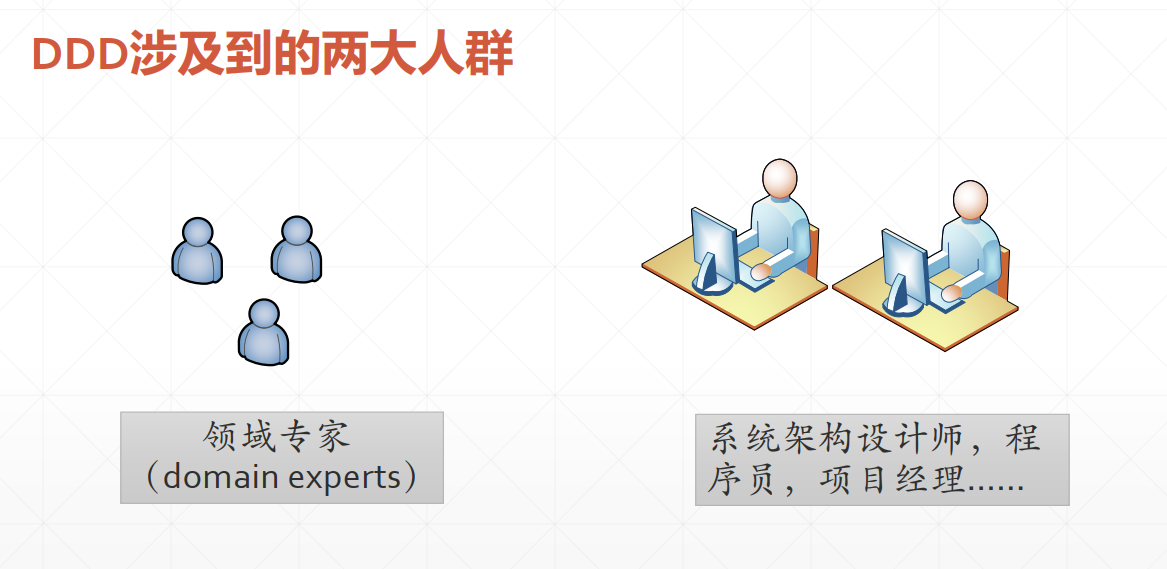 DDD涉及到的两大人群
领域专家
（domain experts）
系统架构设计师，程
序员，项目经理……